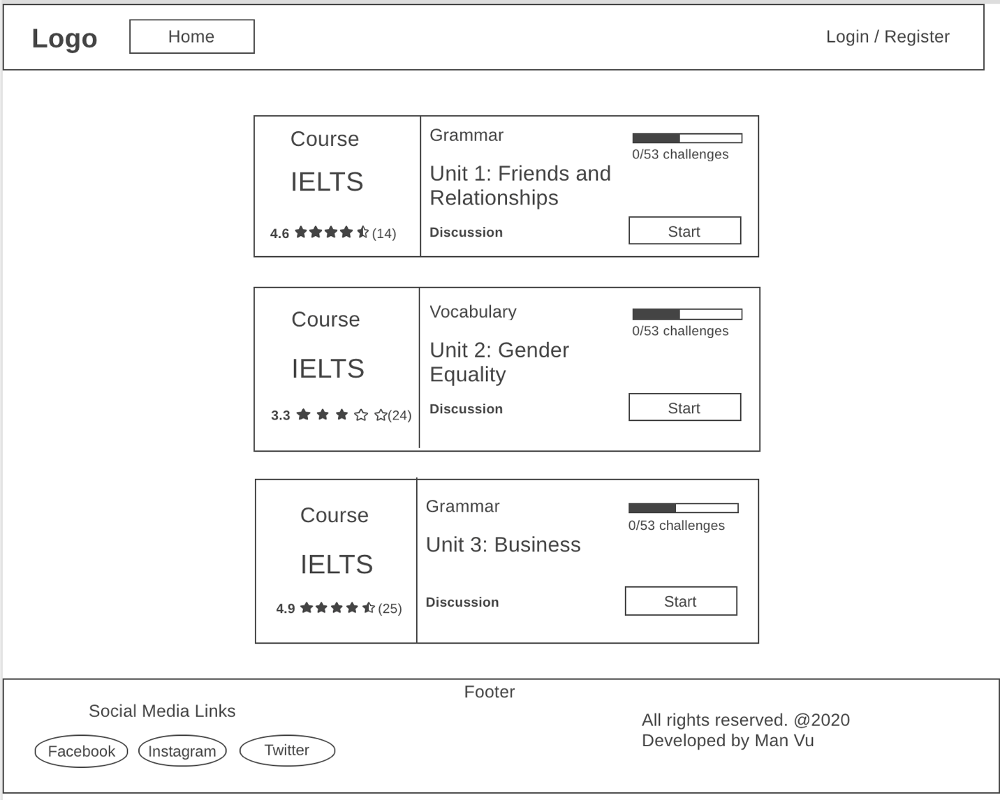 Logo
Home
Login / Register
Course
IELTS
4.6
(14)
Grammar
Unit 1: Friends and
Relationships
Discussion
0/53 challenges
Start
Course
IELTS
3.3
(24)
Vocabulary
Unit 2: Gender
Equality
Discussion
0/53 challenges
Start
Course
IELTS
4.9
(25)
Grammar
Unit 3: Business
Discussion
0/53 challenges
Start
Footer
Social Media Links
Facebook
Instagram
Twitter
All rights reserved. @2020
Developed by Man Vu